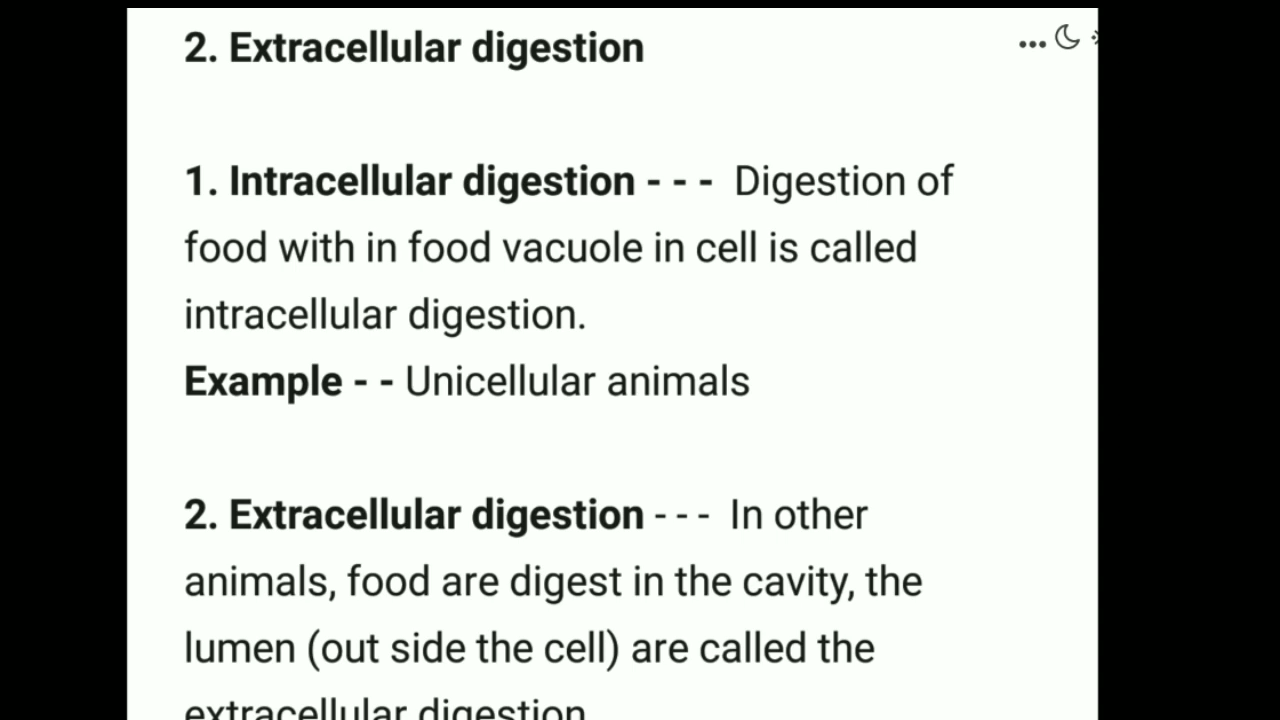 2. Extracellular digestion
1. Intracellular digestion - - - Digestion of
food with in food vacuole in cell is called
intracellular digestion.
Example - - Unicellular animals
2. Extracellular digestion - - - In other
animals, food are digest in the cavity, the
lumen (out side the cell) are called the
extracellular digestion